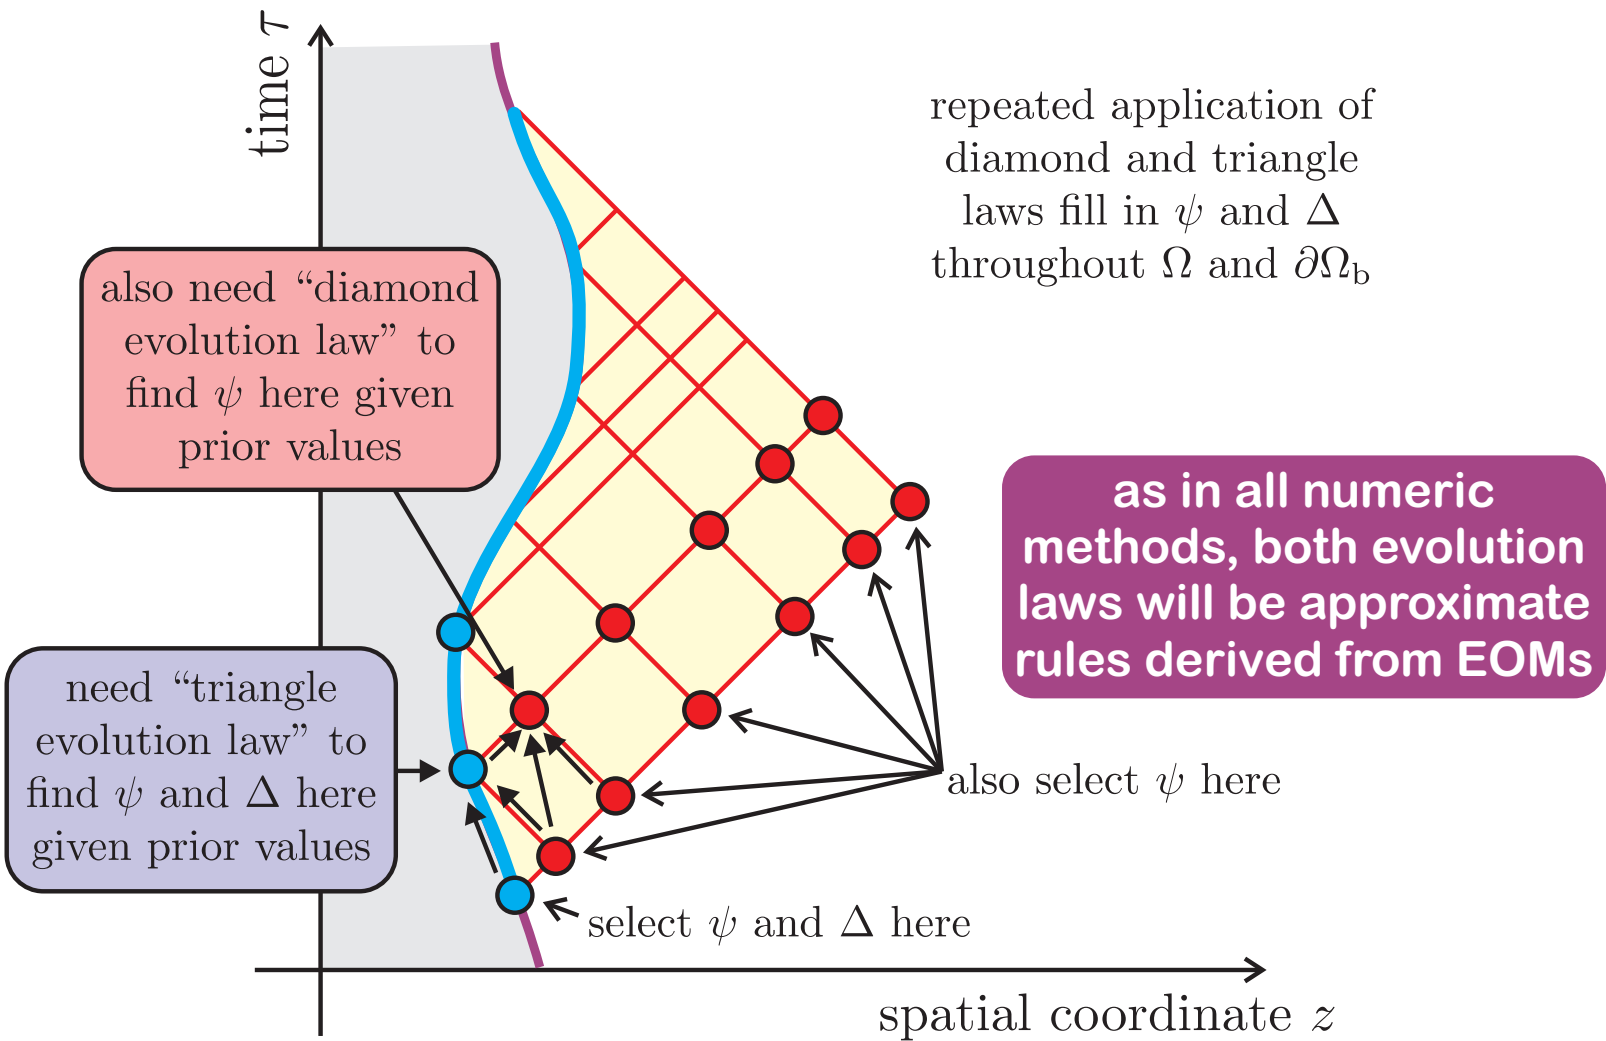 time τ
repeated application of
diamond and triangle
laws fill in ψ and Δ
throughout Ω and ∂Ω_b
also need “diamond
evolution law” to
find ψ here given
prior values
as in all numeric
methods, both evolution
laws will be approximate
rules derived from EOMs
need “triangle
evolution law” to
find ψ and Δ here
given prior values
also select ψ here
select ψ and Δ here
spatial coordinate z